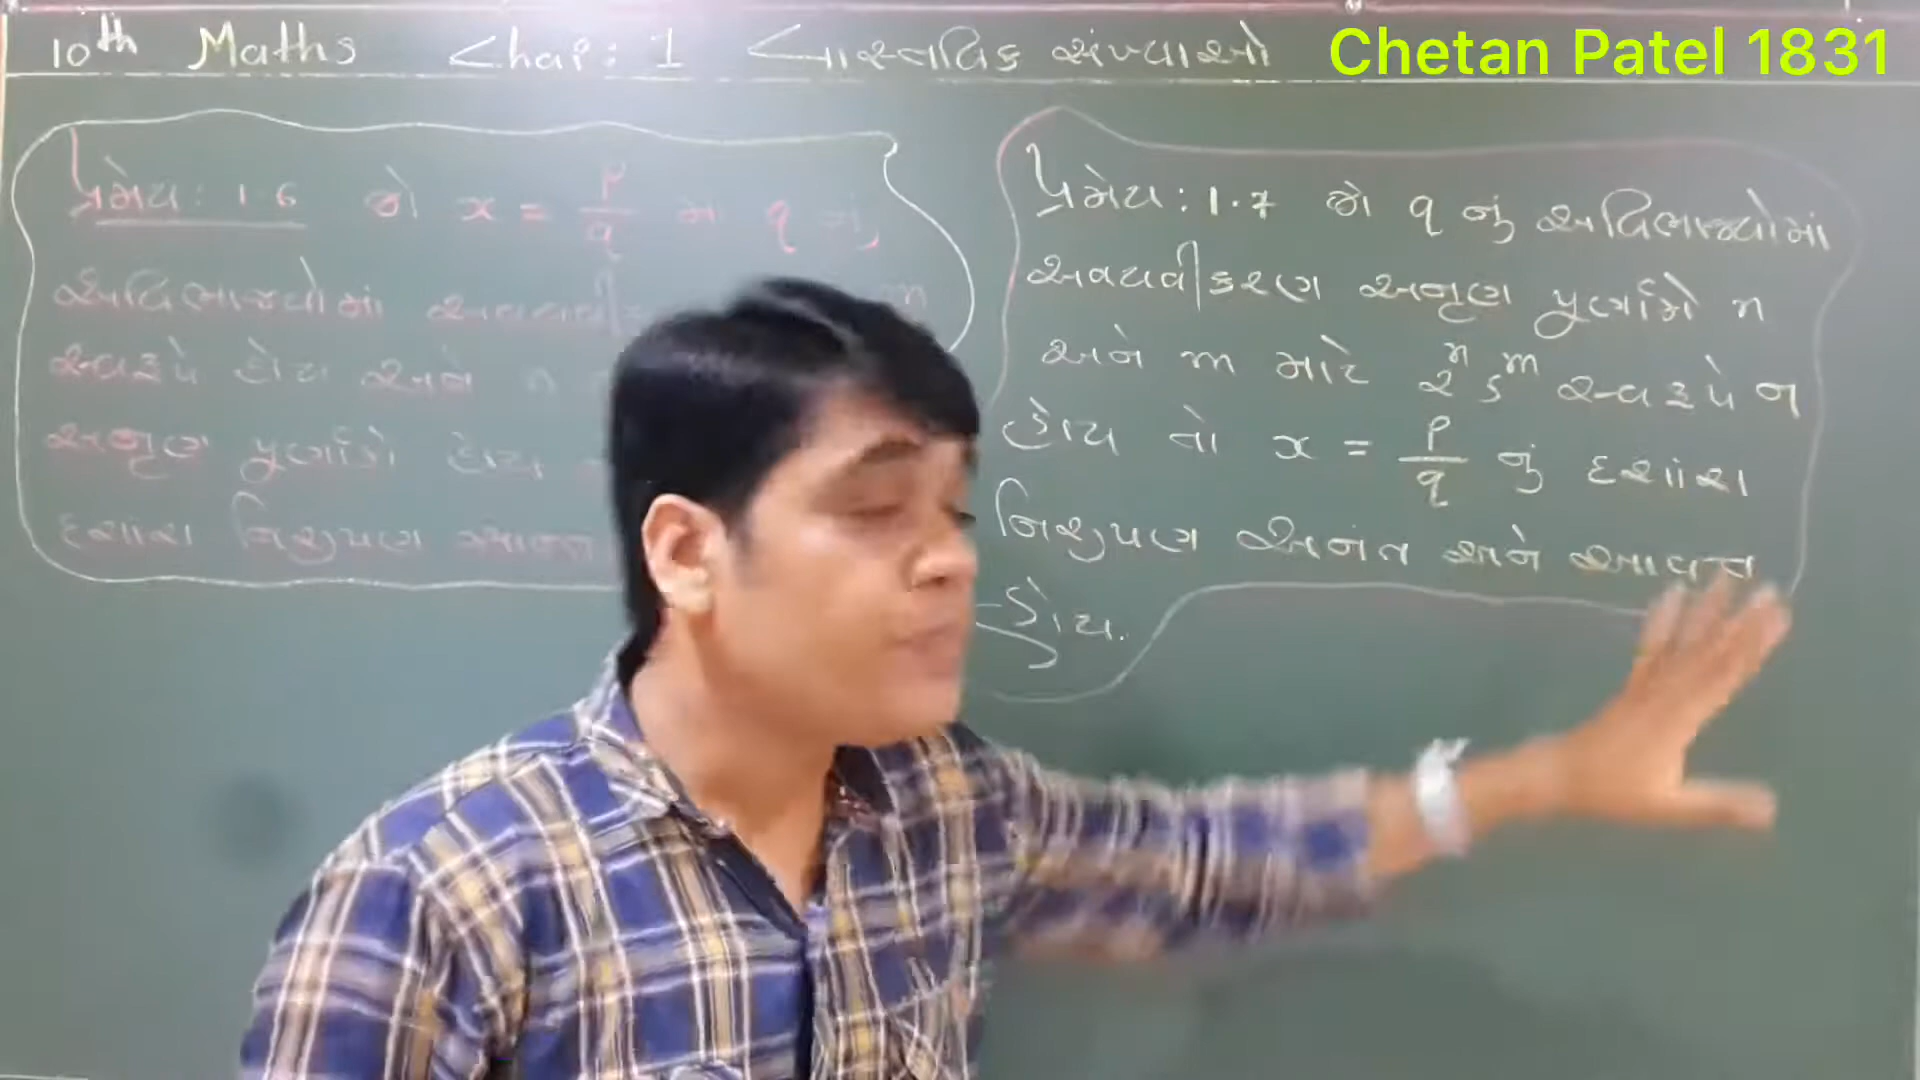 10th Maths Chap: 1 વાસ્તવિક સંખ્યાઓ
Chetan Patel 1831
પ્રમેય: 1.6 જો x = p/q માં q નું
અવિભાજ્યોમાં
સ્વરૂપે હોય અને n
અનૃણ પૂર્ણાંકો હોય
દશાંશ નિરૂપણ
પ્રમેય: 1.7 જો q નું અવિભાજ્યોમાં
અવયવીકરણ અનૃણ પૂર્ણાંકો n
અને m માટે 2ⁿ5ᵐ સ્વરૂપે ન
હોય તો x = p/q નું દશાંશ
નિરૂપણ અનંત અને આવૃત્ત
હોય.